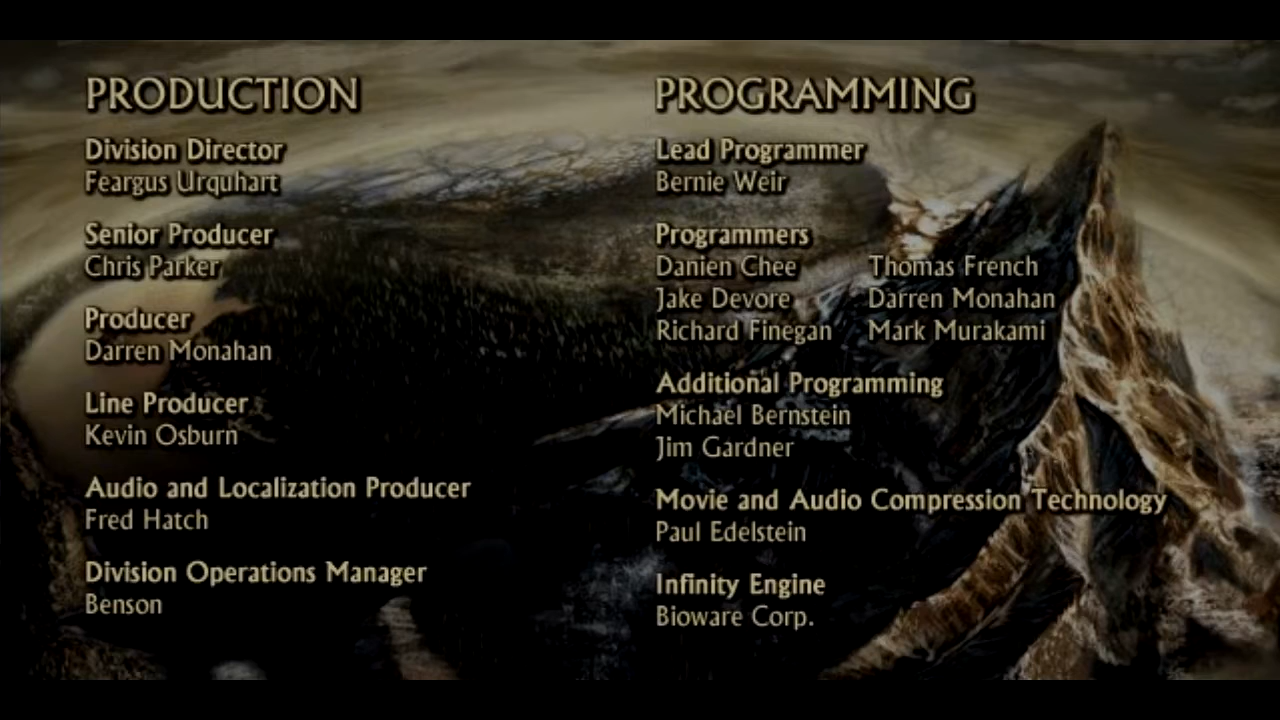 PRODUCTION
Division Director
Feargus Urquhart
Senior Producer
Chris Parker
Producer
Darren Monahan
Line Producer
Kevin Osburn
Audio and Localization Producer
Fred Hatch
Division Operations Manager
Benson
PROGRAMMING
Lead Programmer
Bernie Weir
Programmers
Danien Chee Thomas French
Jake Devore Darren Monahan
Richard Finegan Mark Murakami
Additional Programming
Michael Bernstein
Jim Gardner
Movie and Audio Compression Technology
Paul Edelstein
Infinity Engine
Bioware Corp.